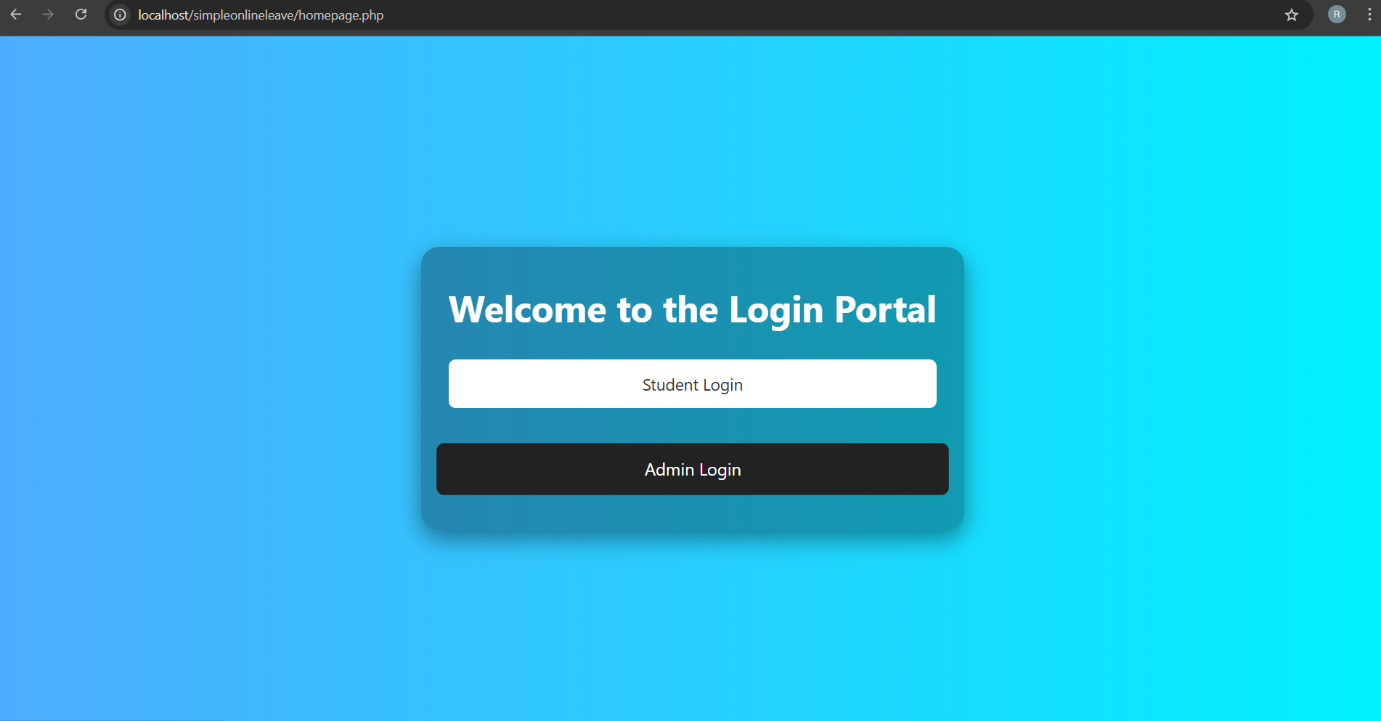 localhost/simpleonlineleave/homepage.php
R
Welcome to the Login Portal
Student Login
Admin Login